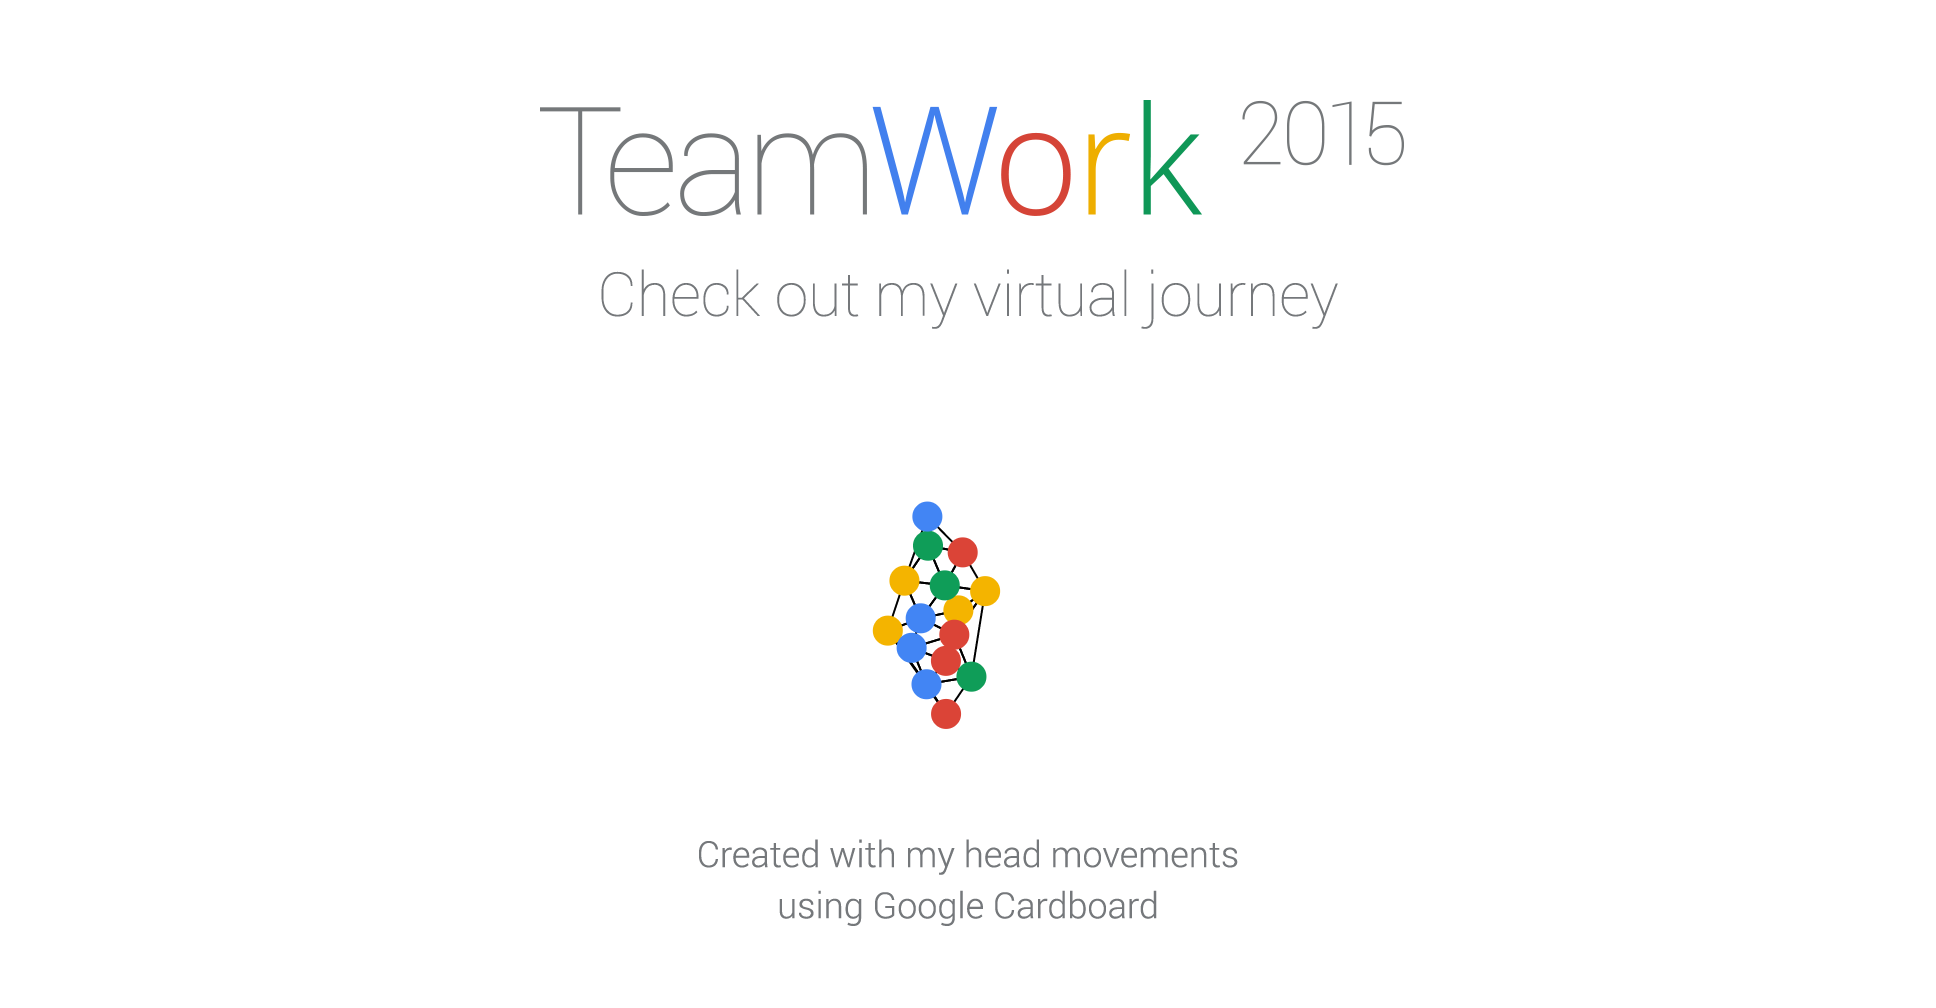 TeamWork 2015
Check out my virtual journey
Created with my head movements
using Google Cardboard